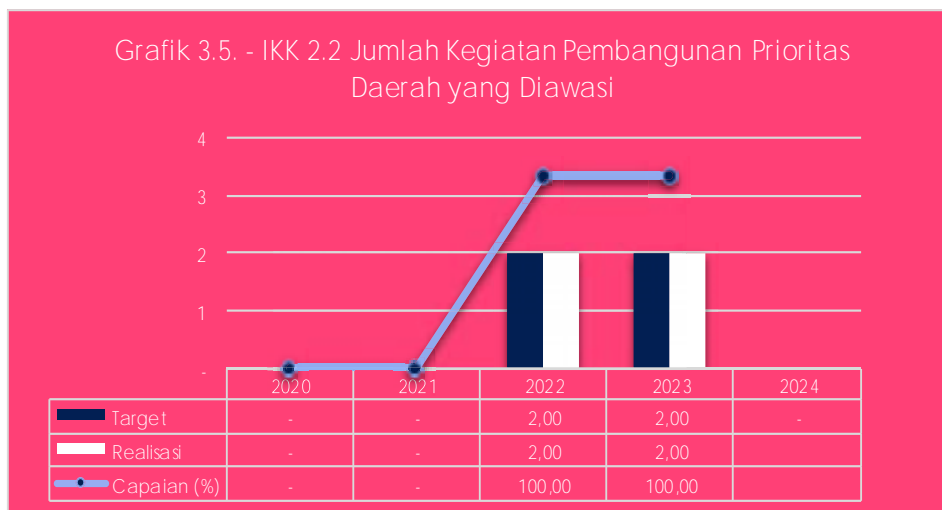 Grafik 3.5. - IKK 2.2 Jumlah Kegiatan Pembangunan Prioritas
Daerah yang Diawasi
4
3
2
1
-
2020 2021 2022 2023 2024
Target - - 2,00 2,00 -
Realisasi - - 2,00 2,00
Capaian (%) - - 100,00 100,00